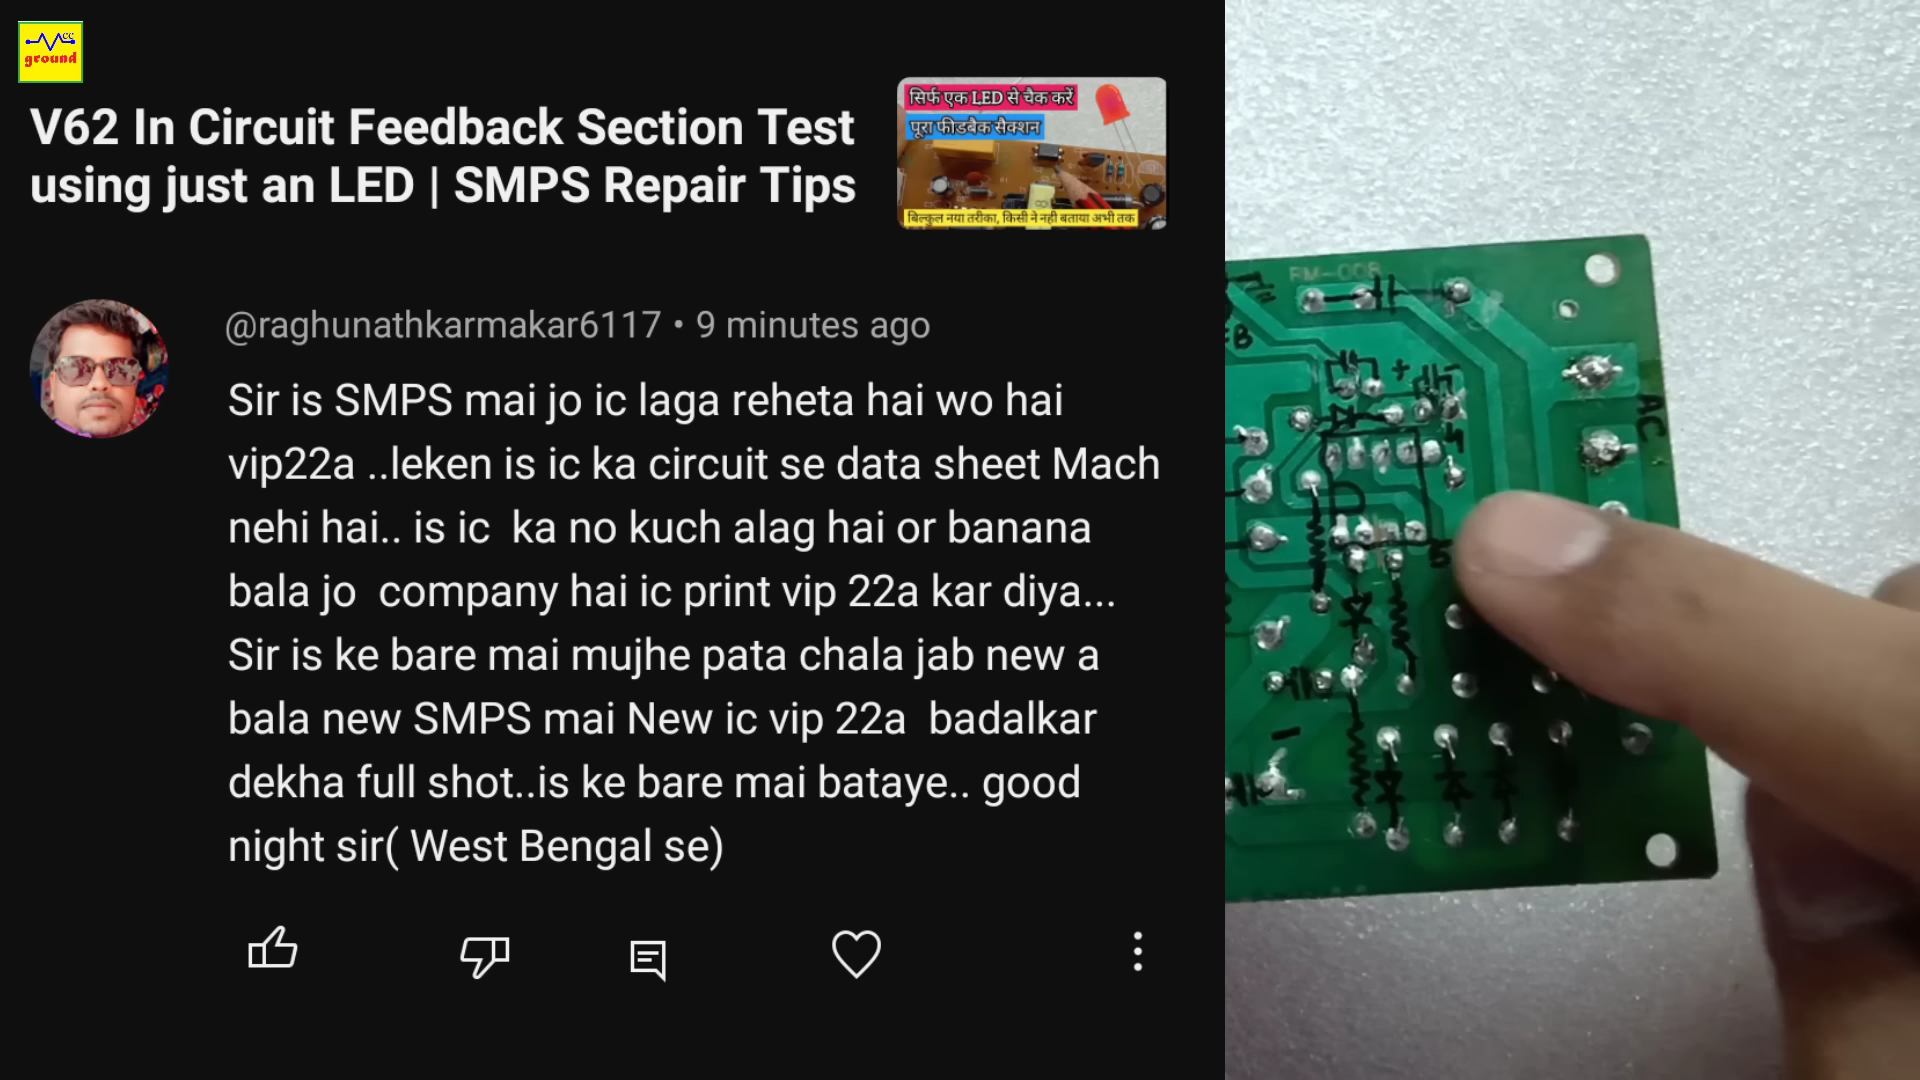 cc
ground
V62 In Circuit Feedback Section Test
using just an LED | SMPS Repair Tips
सिर्फ एक LED से चैक करें
पूरा फीडबैक सैक्शन
बिल्कुल नया तरीका, किसी ने नही बताया अभी तक
@raghunathkarmakar6117 • 9 minutes ago
Sir is SMPS mai jo ic laga reheta hai wo hai
vip22a ..leken is ic ka circuit se data sheet Mach
nehi hai.. is ic  ka no kuch alag hai or banana
bala jo  company hai ic print vip 22a kar diya...
Sir is ke bare mai mujhe pata chala jab new a
bala new SMPS mai New ic vip 22a  badalkar
dekha full shot..is ke bare mai bataye.. good
night sir( West Bengal se)
AC